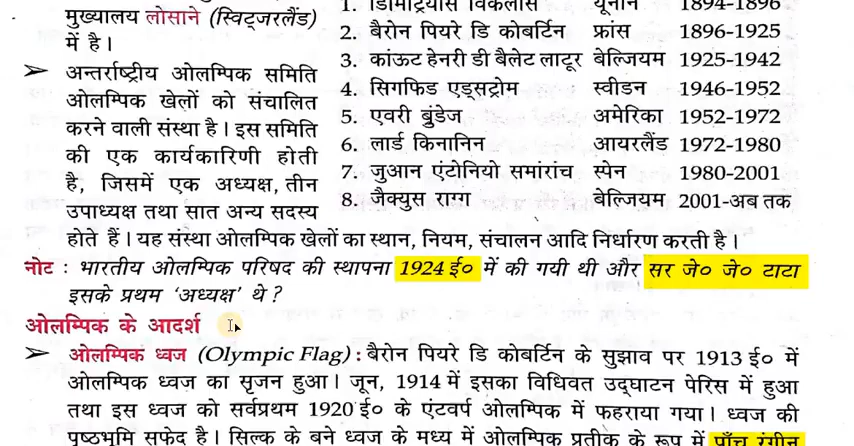 मुख्यालय लोसाने (स्विट्जरलैंड)
में है।
1. डिमोट्रियास विकेलास यूनान 1894-1896
2. बैरोन पियरे डि कोबर्टिन फ्रांस 1896-1925
3. कांऊट हेनरी डी बैलेट लाटूर बेल्जियम 1925-1942
4. सिगफिड एड्सट्रोम स्वीडन 1946-1952
5. एवरी ब्रुंडेज अमेरिका 1952-1972
6. लार्ड किनानिन आयरलैंड 1972-1980
7. जुआन एंटोनियो समांरांच स्पेन 1980-2001
8. जैक्युस राग्ग बेल्जियम 2001-अब तक
➤ अन्तर्राष्ट्रीय ओलम्पिक समिति
ओलम्पिक खेलों को संचालित
करने वाली संस्था है। इस समिति
की एक कार्यकारिणी होती
है, जिसमें एक अध्यक्ष, तीन
उपाध्यक्ष तथा सात अन्य सदस्य
होते हैं। यह संस्था ओलम्पिक खेलों का स्थान, नियम, संचालन आदि निर्धारण करती है।
नोट : भारतीय ओलम्पिक परिषद की स्थापना 1924 ई० में की गयी थी और सर जे० जे० टाटा
इसके प्रथम 'अध्यक्ष' थे ?
ओलम्पिक के आदर्श
➤ ओलम्पिक ध्वज (Olympic Flag) : बैरोन पियरे डि कोबर्टिन के सुझाव पर 1913 ई० में
ओलम्पिक ध्वज का सृजन हुआ। जून, 1914 में इसका विधिवत उद्घाटन पेरिस में हुआ
तथा इस ध्वज को सर्वप्रथम 1920 ई० के एंटवर्प ओलम्पिक में फहराया गया। ध्वज की
पृष्ठभूमि सफेद है। सिल्क के बने ध्वज के मध्य में ओलम्पिक प्रतीक के रूप में पाँच रंगीन